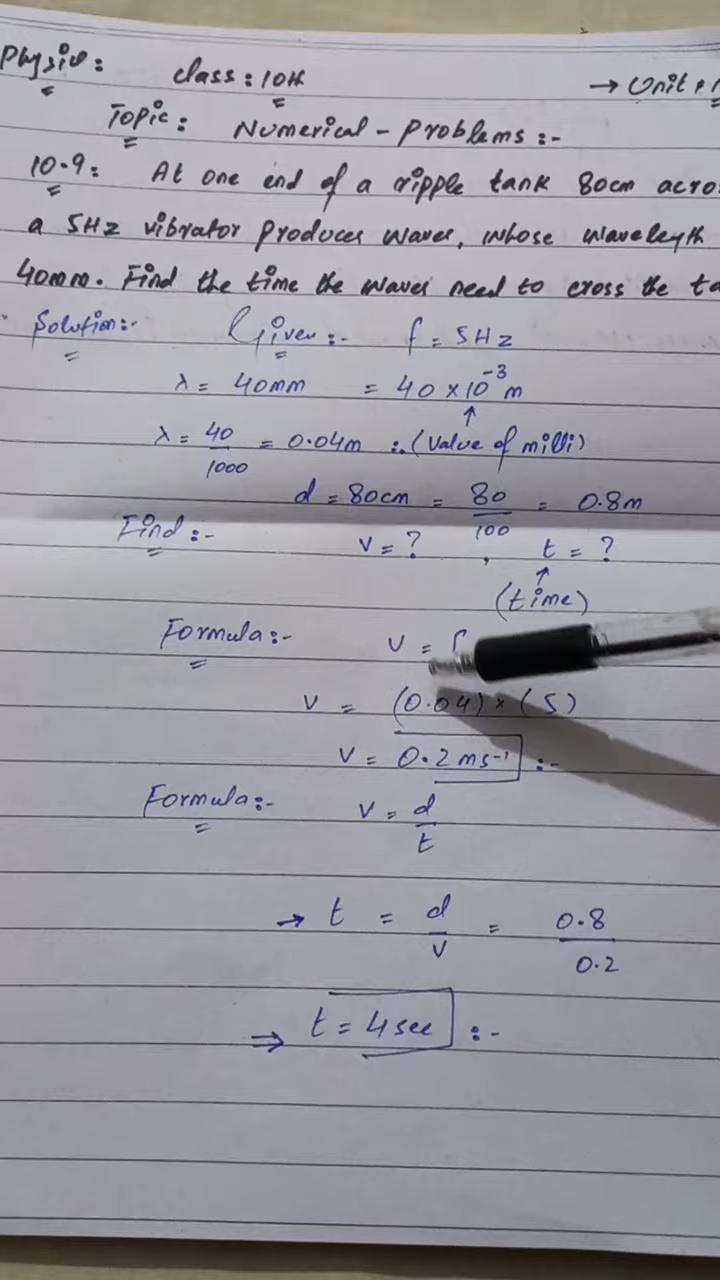 Physics: class: 10th → Unit
Topic: Numerical-Problems:-
10.9: At one end of a ripple tank 80cm acro
a 5Hz vibrator produces waves, whose wavelength
40mm. Find the time the waves need to cross the ta
Solution:- Given:- f = 5Hz
λ = 40mm = 40 × 10⁻³ m
λ = 40/1000 = 0.04m ∴ (value of milli)
d = 80cm = 80/100 = 0.8m
Find:- v = ? , t = ?
(time)
Formula:- v = f
v = (0.04) × (5)
v = 0.2 ms⁻¹ :-
Formula:- v = d/t
→ t = d/v = 0.8/0.2
⇒ t = 4 sec :-